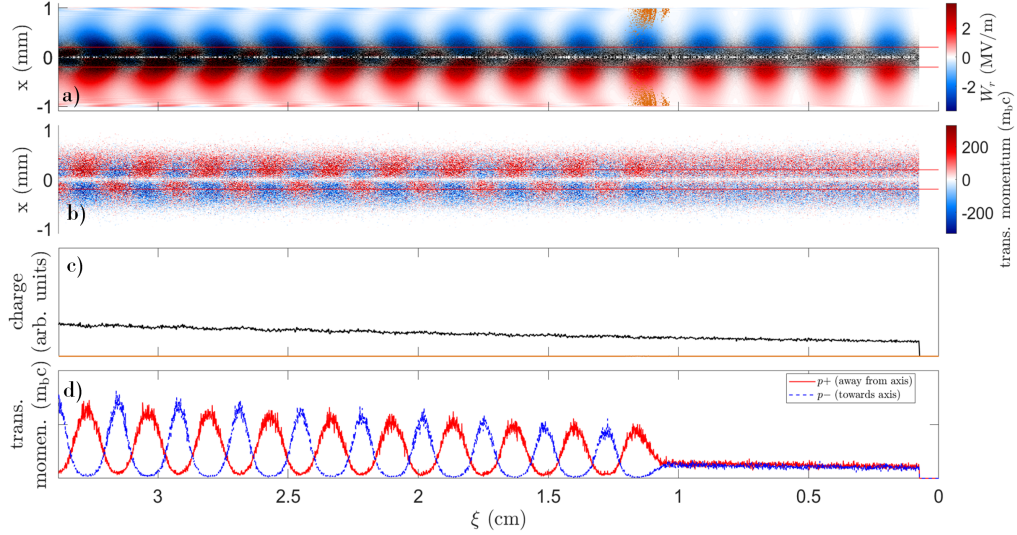 1
0
-1
x (mm)
a)
2
0
-2
W_r (MV/m)
1
0
-1
x (mm)
b)
200
0
-200
trans. momentum (m_bc)
c)
charge
(arb. units)
d)
trans.
momen. (m_bc)
p+ (away from axis)
p− (towards axis)
3
2.5
2
1.5
1
0.5
0
ξ (cm)